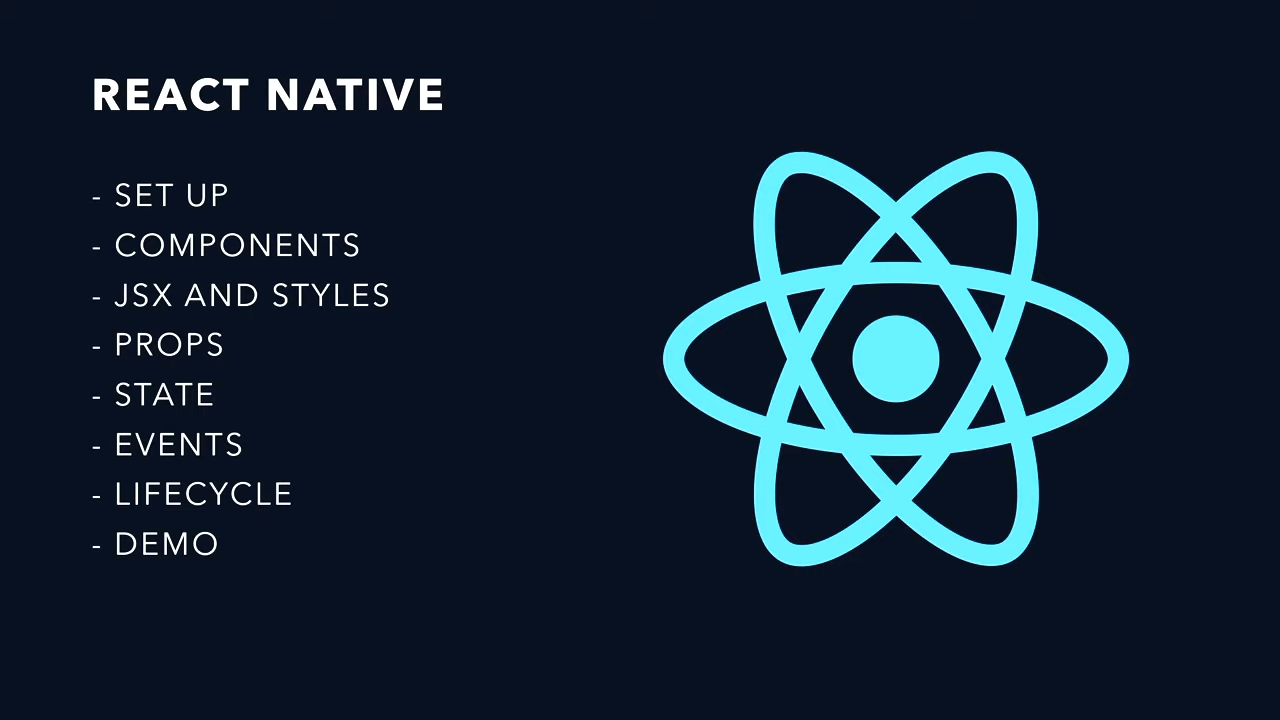 REACT NATIVE
- SET UP
- COMPONENTS
- JSX AND STYLES
- PROPS
- STATE
- EVENTS
- LIFECYCLE
- DEMO